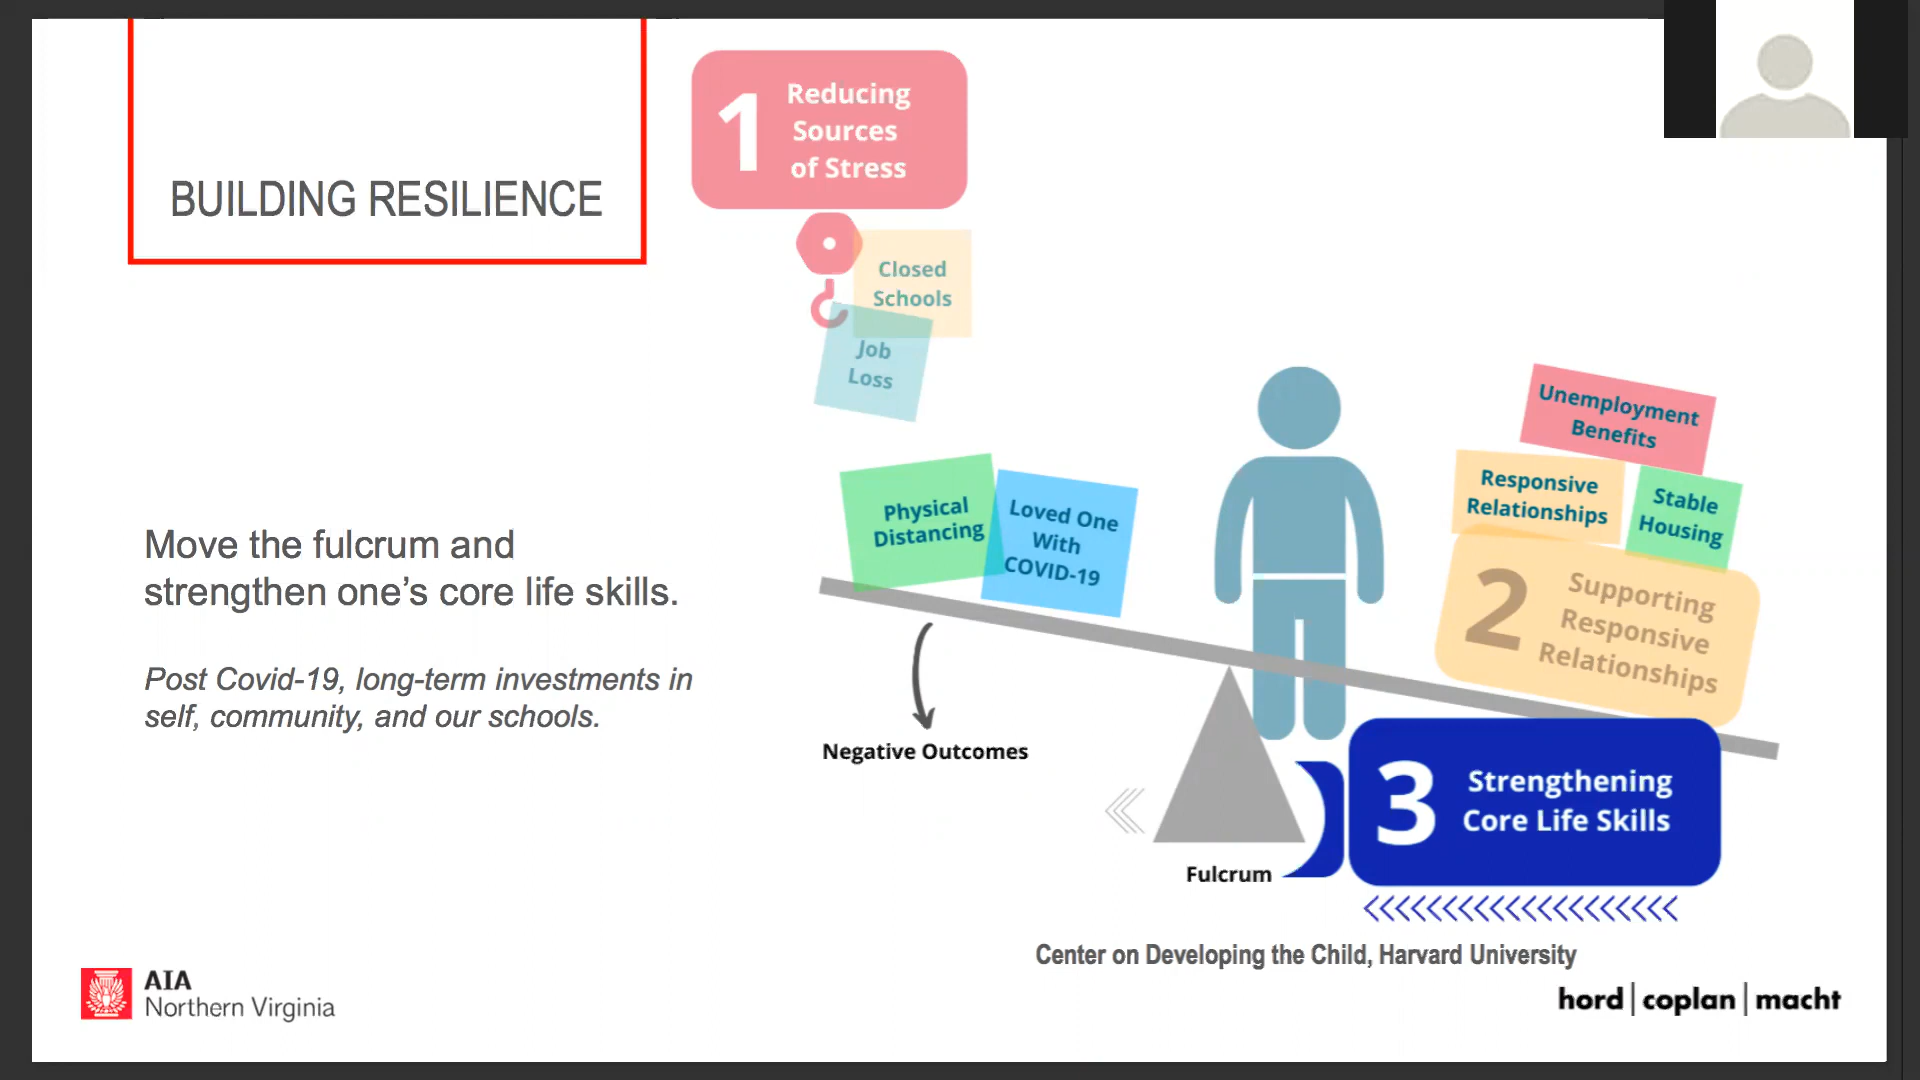 BUILDING RESILIENCE
Move the fulcrum and
strengthen one’s core life skills.
Post Covid-19, long-term investments in
self, community, and our schools.
1
Reducing
Sources
of Stress
Closed
Schools
Job
Loss
Physical
Distancing
Loved One
With
COVID-19
Negative Outcomes
Unemployment
Benefits
Responsive
Relationships
Stable
Housing
2
Supporting
Responsive
Relationships
3
Strengthening
Core Life Skills
Fulcrum
Center on Developing the Child, Harvard University
AIA
Northern Virginia
hord|coplan|macht